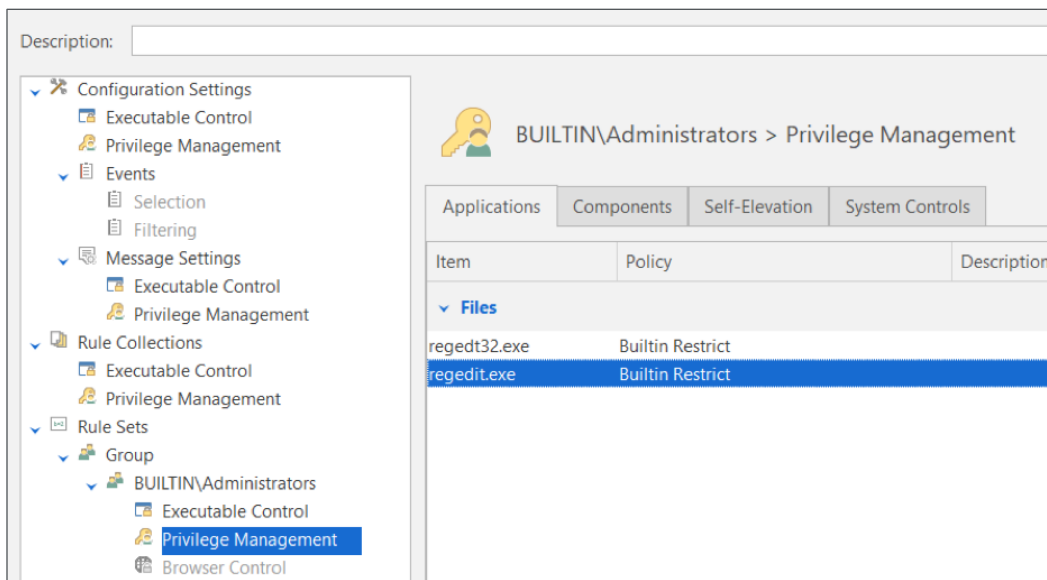 Description:
Configuration Settings
Executable Control
Privilege Management
Events
Selection
Filtering
Message Settings
Executable Control
Privilege Management
Rule Collections
Executable Control
Privilege Management
Rule Sets
Group
BUILTIN\Administrators
Executable Control
Privilege Management
Browser Control
BUILTIN\Administrators > Privilege Management
Applications Components Self-Elevation System Controls
Item Policy Description
Files
regedt32.exe Builtin Restrict
regedit.exe Builtin Restrict